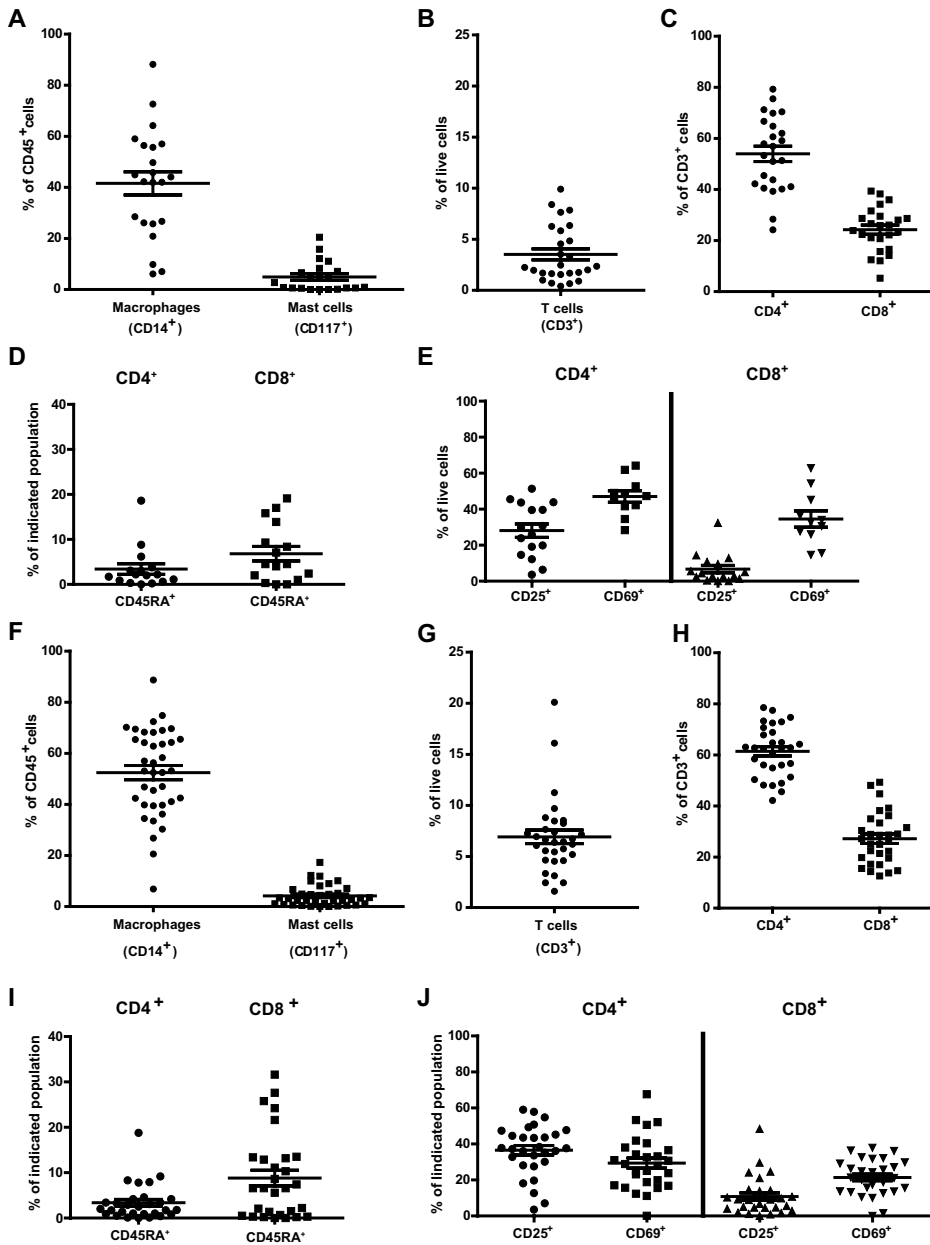 A
100
80
60
40
20
0
% of CD45⁺cells
Macrophages
(CD14⁺)
Mast cells
(CD117⁺)
B
25
20
15
10
5
0
% of live cells
T cells
(CD3⁺)
C
100
80
60
40
20
0
% of CD3⁺ cells
CD4⁺
CD8⁺
D
CD4⁺
CD8⁺
40
30
20
10
0
% of indicated population
CD45RA⁺
CD45RA⁺
E
CD4⁺
CD8⁺
100
80
60
40
20
0
% of live cells
CD25⁺
CD69⁺
CD25⁺
CD69⁺
F
100
80
60
40
20
0
% of CD45⁺cells
Macrophages
(CD14⁺)
Mast cells
(CD117⁺)
G
25
20
15
10
5
0
% of live cells
T cells
(CD3⁺)
H
100
80
60
40
20
0
% of CD3⁺ cells
CD4⁺
CD8⁺
I
CD4⁺
CD8⁺
40
30
20
10
0
% of indicated population
CD45RA⁺
CD45RA⁺
J
CD4⁺
CD8⁺
100
80
60
40
20
0
% of lindicated population
CD25⁺
CD69⁺
CD25⁺
CD69⁺